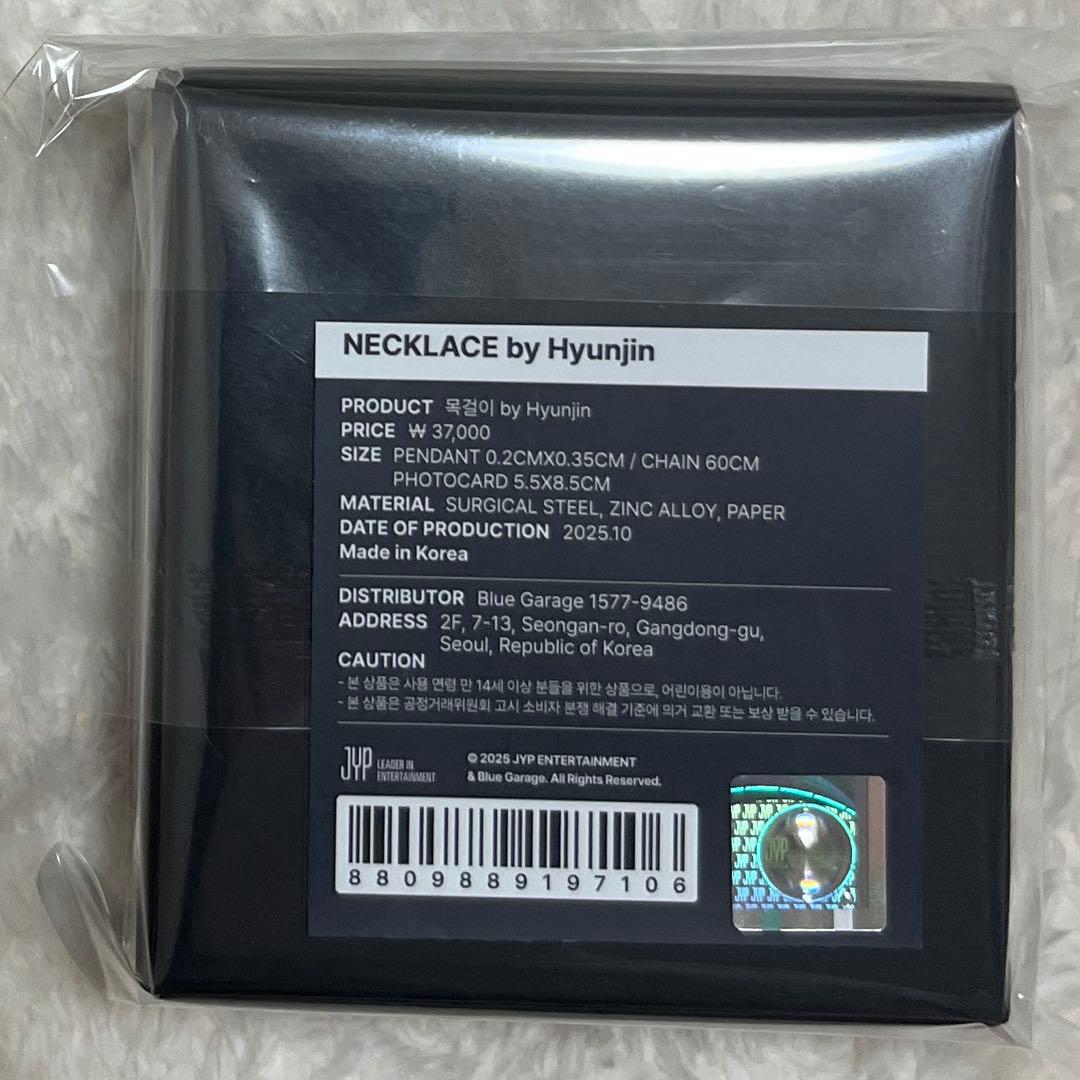 NECKLACE by Hyunjin
PRODUCT 목걸이 by Hyunjin
PRICE ₩ 37,000
SIZE PENDANT 0.2CMX0.35CM / CHAIN 60CM
PHOTOCARD 5.5X8.5CM
MATERIAL SURGICAL STEEL, ZINC ALLOY, PAPER
DATE OF PRODUCTION 2025.10
Made in Korea
DISTRIBUTOR Blue Garage 1577-9486
ADDRESS 2F, 7-13, Seongan-ro, Gangdong-gu,
Seoul, Republic of Korea
CAUTION
- 본 상품은 사용 연령 만 14세 이상 분들을 위한 상품으로, 어린이용이 아닙니다.
- 본 상품은 공정거래위원회 고시 소비자 분쟁 해결 기준에 의거 교환 또는 보상 받을 수 있습니다.
JYP LEADER IN
ENTERTAINMENT
© 2025 JYP ENTERTAINMENT
& Blue Garage. All Rights Reserved.
8809889197106
JYP